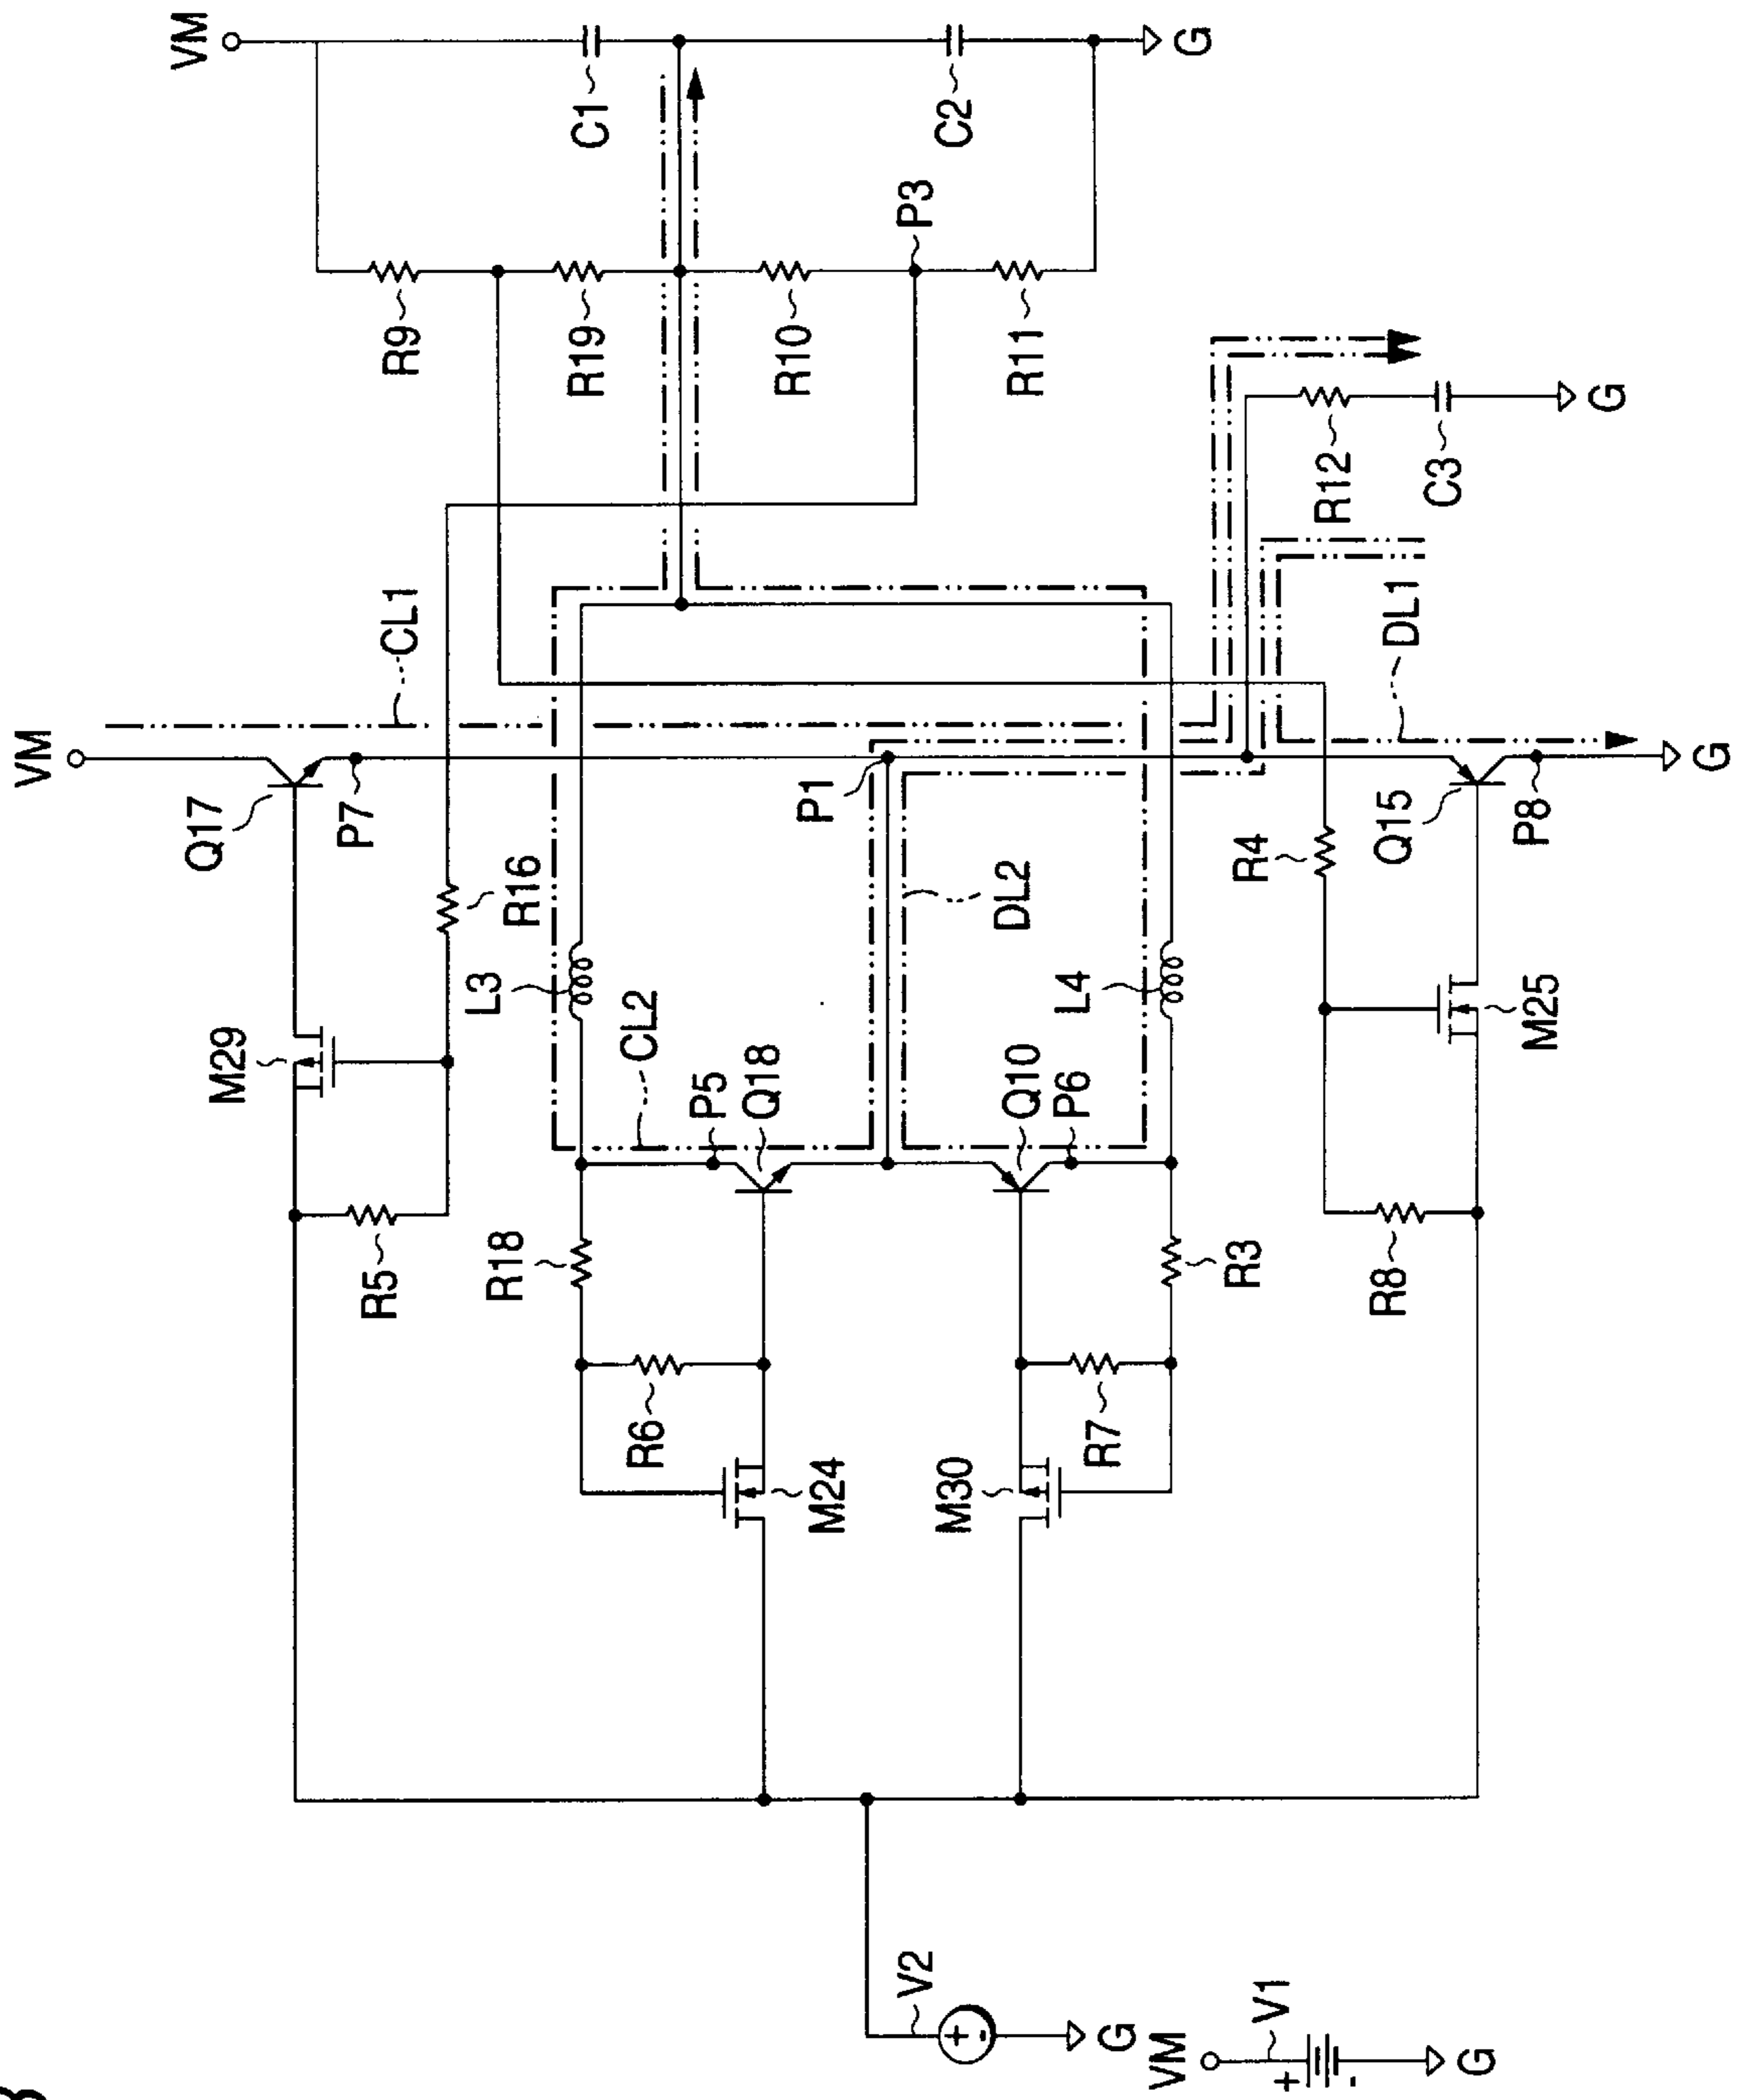 VM
VM
C1
C2
G
P3
R9
R19
R10
R11
G
R12
C3
CL1
DL1
Q17
P7
P1
R4
Q15
P8
G
R16
DL2
L3
L4
M29
CL2
P5
Q18
Q10
P6
M25
R5
R18
R3
R8
R6
M24
M30
R7
V2
+
-
G
VM
V1
+
-
G